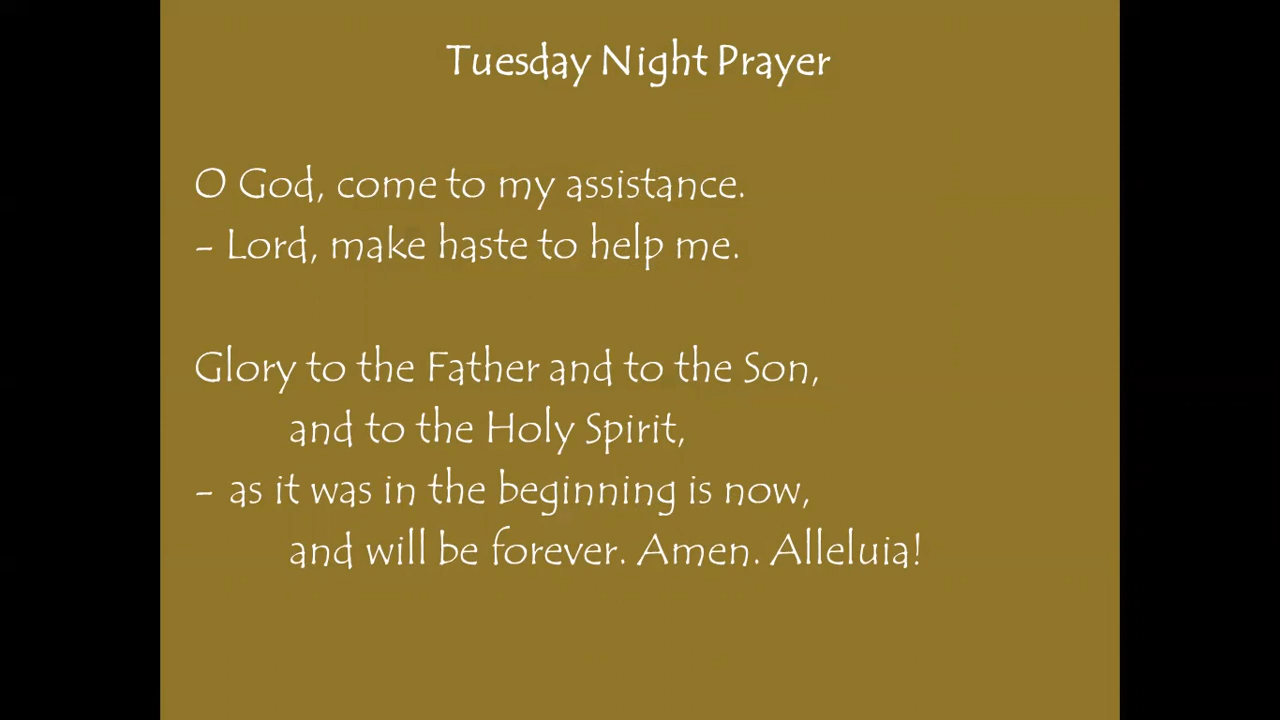 Tuesday Night Prayer
O God, come to my assistance.
- Lord, make haste to help me.
Glory to the Father and to the Son,
and to the Holy Spirit,
- as it was in the beginning is now,
and will be forever. Amen. Alleluia!